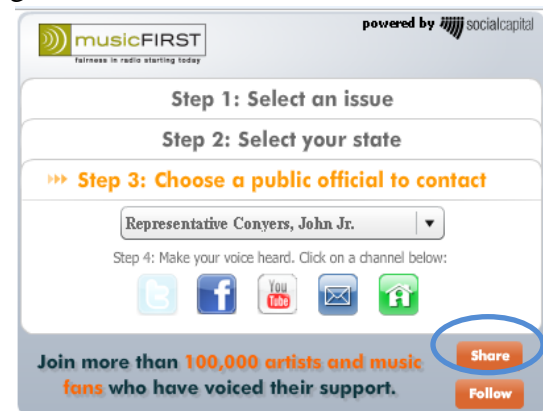 musicFIRST
fairness in radio starting today
powered by socialcapital
Step 1: Select an issue
Step 2: Select your state
Step 3: Choose a public official to contact
Representative Conyers, John Jr.
Step 4: Make your voice heard. Click on a channel below:
You
Tube
Join more than 100,000 artists and music
fans who have voiced their support.
Share
Follow